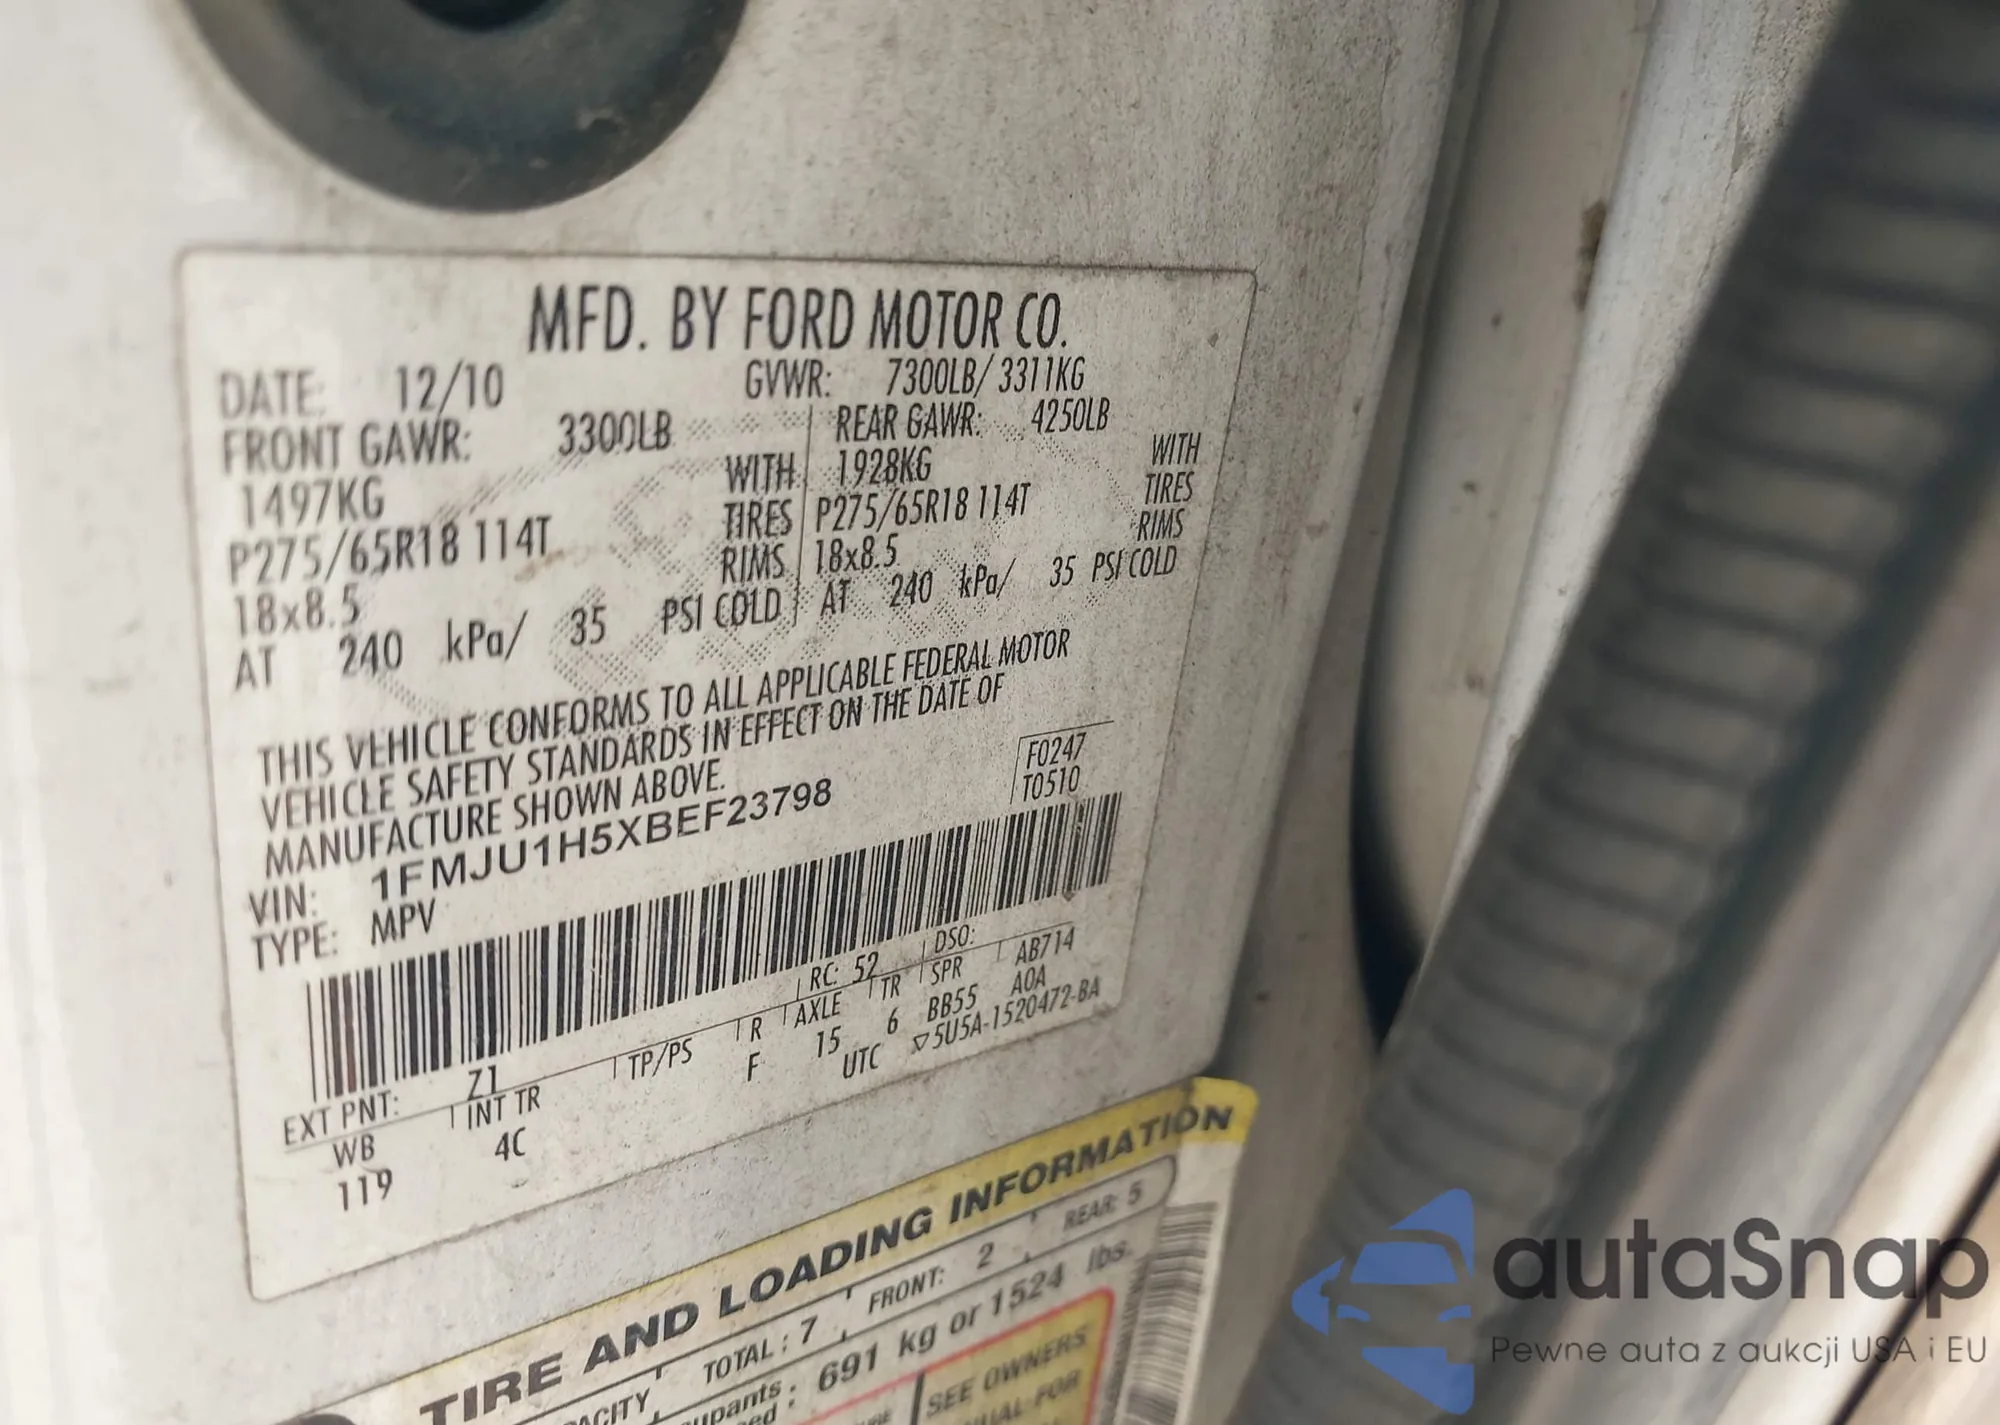 MFD. BY FORD MOTOR CO.
DATE: 12/10 GVWR: 7300LB/ 3311KG
FRONT GAWR: 3300LB REAR GAWR: 4250LB
1497KG WITH 1928KG WITH
P275/65R18 114T TIRES P275/65R18 114T TIRES
18x8.5 RIMS 18x8.5 RIMS
AT 240 kPa/ 35 PSI COLD AT 240 kPa/ 35 PSI COLD
THIS VEHICLE CONFORMS TO ALL APPLICABLE FEDERAL MOTOR
VEHICLE SAFETY STANDARDS IN EFFECT ON THE DATE OF
MANUFACTURE SHOWN ABOVE.
F0247
T0510
VIN: 1FMJU1H5XBEF23798
TYPE: MPV
EXT PNT: Z1 RC: 52 DSO: AB714
WB INT TR TP/PS R AXLE TR SPR A0A
119 4C F 15 6 BB55
UTC ▽5U5A-1520472-BA
TIRE AND LOADING INFORMATION
TOTAL: 7 FRONT: 2 REAR: 5
691 kg or 1524 lbs.
SEE OWNERS
FOR
autaSnap
Pewne auta z aukcji USA i EU